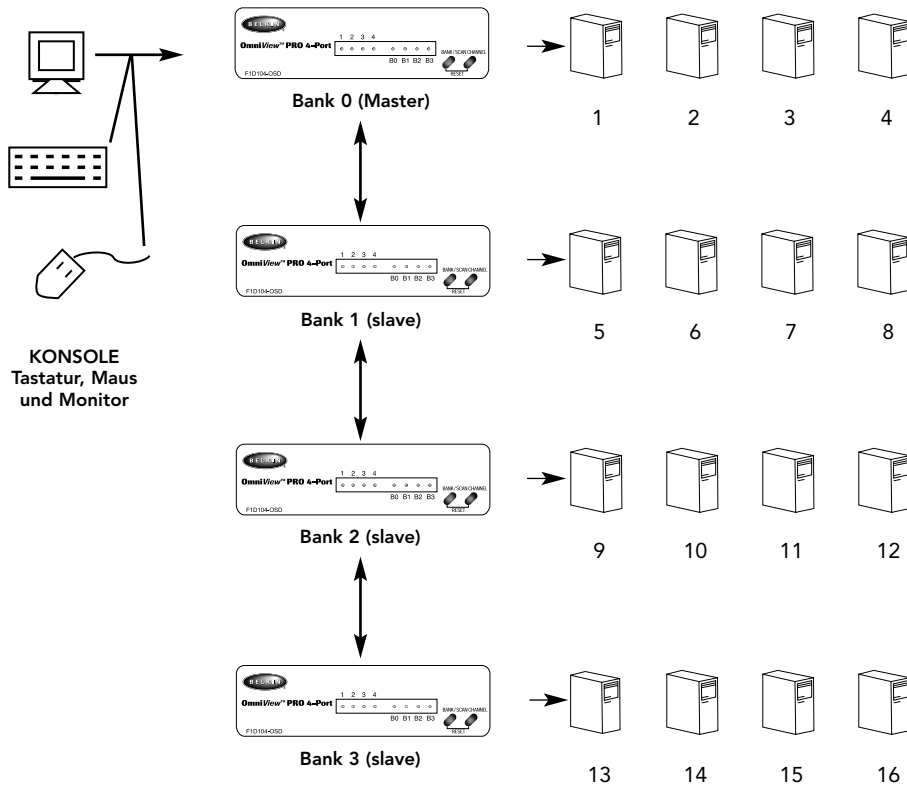 BELKIN
OmniView™ PRO 4-Port
1 2 3 4
B0 B1 B2 B3
BANK/SCAN CHANNEL
RESET
F1D104-OSD
Bank 0 (Master)
1 2 3 4
BELKIN
OmniView™ PRO 4-Port
1 2 3 4
B0 B1 B2 B3
BANK/SCAN CHANNEL
RESET
F1D104-OSD
Bank 1 (slave)
5 6 7 8
KONSOLE
Tastatur, Maus
und Monitor
BELKIN
OmniView™ PRO 4-Port
1 2 3 4
B0 B1 B2 B3
BANK/SCAN CHANNEL
RESET
F1D104-OSD
Bank 2 (slave)
9 10 11 12
BELKIN
OmniView™ PRO 4-Port
1 2 3 4
B0 B1 B2 B3
BANK/SCAN CHANNEL
RESET
F1D104-OSD
Bank 3 (slave)
13 14 15 16